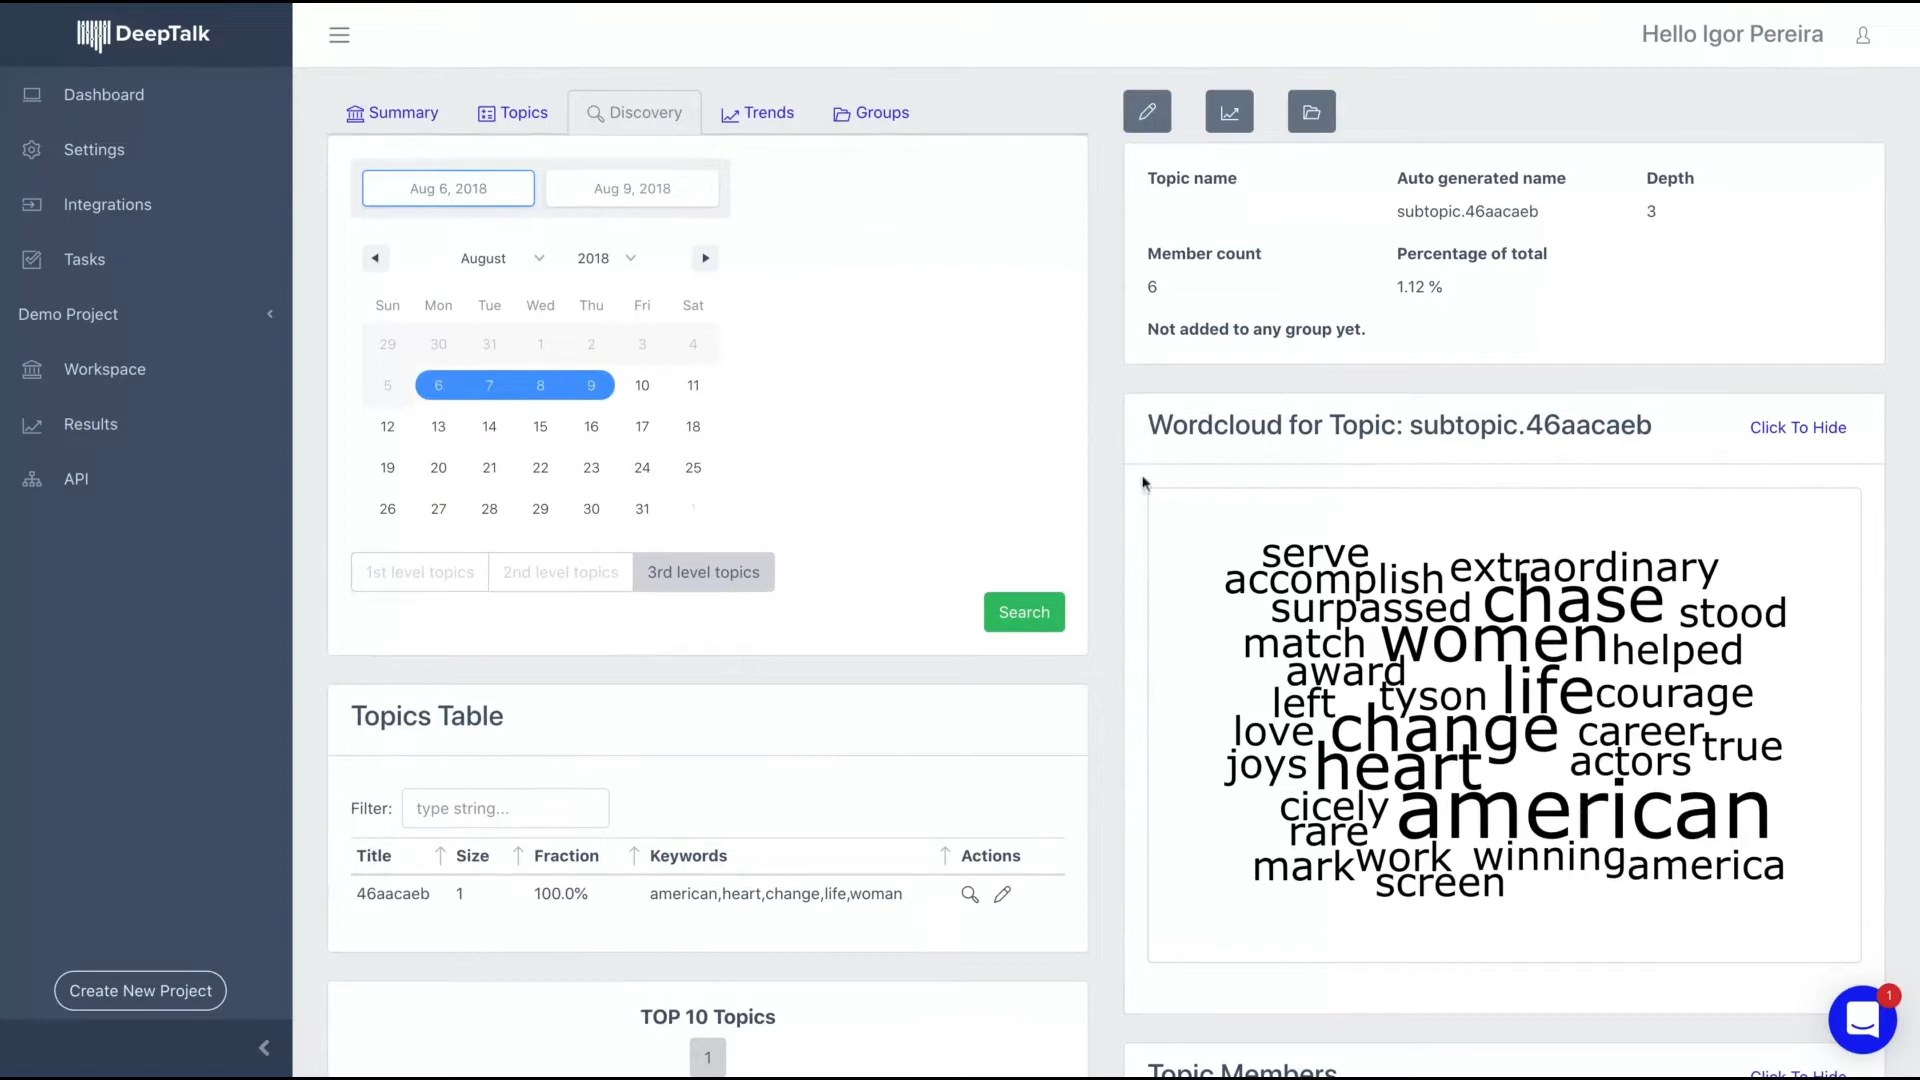 DeepTalk
Hello Igor Pereira
Dashboard
Settings
Integrations
Tasks
Demo Project
Workspace
Results
API
Create New Project
Summary
Topics
Discovery
Trends
Groups
Aug 6, 2018
Aug 9, 2018
August
2018
Sun Mon Tue Wed Thu Fri Sat
29 30 31 1 2 3 4
5 6 7 8 9 10 11
12 13 14 15 16 17 18
19 20 21 22 23 24 25
26 27 28 29 30 31 1
1st level topics
2nd level topics
3rd level topics
Search
Topics Table
Filter: type string...
Title Size Fraction Keywords Actions
46aacaeb 1 100.0% american,heart,change,life,woman
TOP 10 Topics
1
Topic name
Auto generated name
Depth
subtopic.46aacaeb
3
Member count
Percentage of total
6
1.12 %
Not added to any group yet.
Wordcloud for Topic: subtopic.46aacaeb
Click To Hide
serve
accomplish
extraordinary
surpassed
chase
stood
match
women
helped
award
left
tyson
life
courage
love
change
career
true
joys
heart
actors
cicely
rare
american
mark
work
winning
america
screen
1
Topic Members
Click To Hide